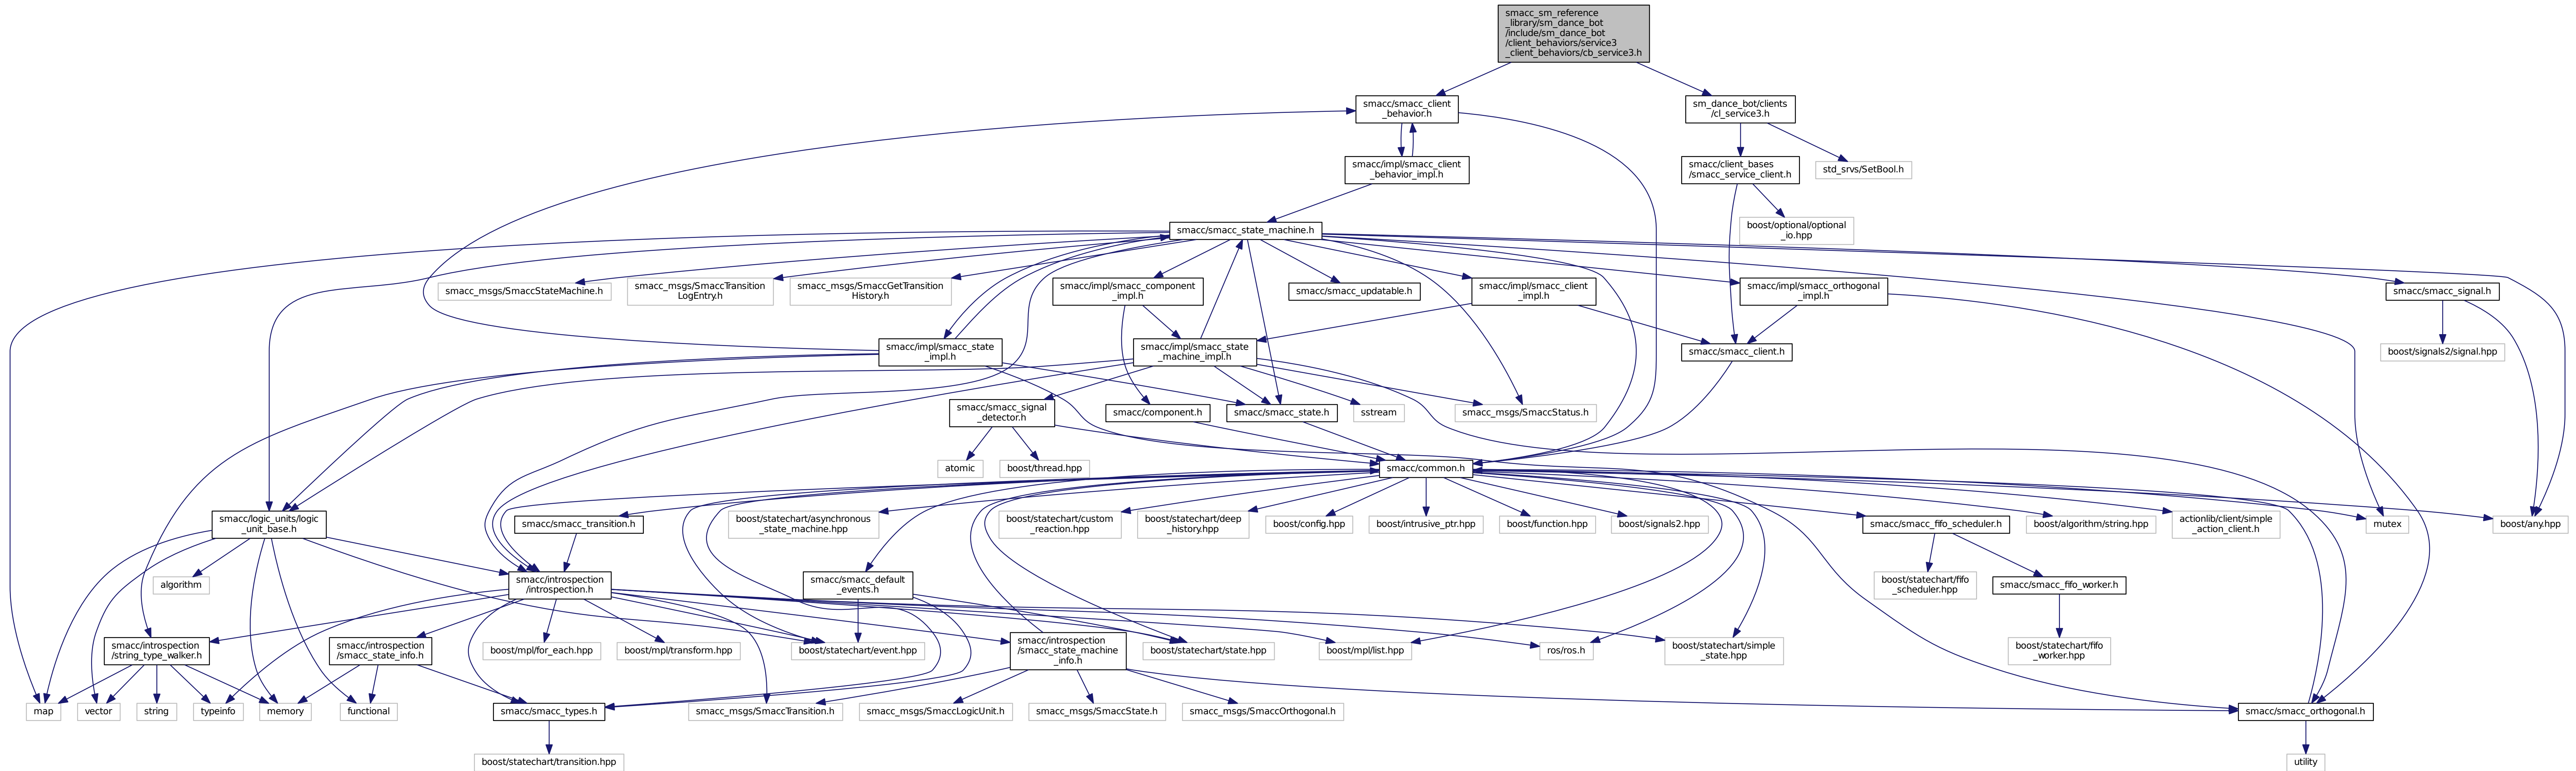 smacc_sm_reference
_library/sm_dance_bot
/include/sm_dance_bot
/client_behaviors/service3
_client_behaviors/cb_service3.h
smacc/smacc_client
_behavior.h
sm_dance_bot/clients
/cl_service3.h
smacc/impl/smacc_client
_behavior_impl.h
smacc/client_bases
/smacc_service_client.h
std_srvs/SetBool.h
smacc/smacc_state_machine.h
boost/optional/optional
_io.hpp
smacc_msgs/SmaccStateMachine.h
smacc_msgs/SmaccTransition
LogEntry.h
smacc_msgs/SmaccGetTransition
History.h
smacc/impl/smacc_component
_impl.h
smacc/smacc_updatable.h
smacc/impl/smacc_client
_impl.h
smacc/impl/smacc_orthogonal
_impl.h
smacc/smacc_signal.h
smacc/impl/smacc_state
_impl.h
smacc/impl/smacc_state
_machine_impl.h
smacc/smacc_client.h
boost/signals2/signal.hpp
smacc/smacc_signal
_detector.h
smacc/component.h
smacc/smacc_state.h
sstream
smacc_msgs/SmaccStatus.h
atomic
boost/thread.hpp
smacc/common.h
smacc/logic_units/logic
_unit_base.h
smacc/smacc_transition.h
boost/statechart/asynchronous
_state_machine.hpp
boost/statechart/custom
_reaction.hpp
boost/statechart/deep
_history.hpp
boost/config.hpp
boost/intrusive_ptr.hpp
boost/function.hpp
boost/signals2.hpp
smacc/smacc_fifo_scheduler.h
boost/algorithm/string.hpp
actionlib/client/simple
_action_client.h
mutex
boost/any.hpp
algorithm
smacc/introspection
/introspection.h
smacc/smacc_default
_events.h
boost/statechart/fifo
_scheduler.hpp
smacc/smacc_fifo_worker.h
smacc/introspection
/string_type_walker.h
smacc/introspection
/smacc_state_info.h
boost/mpl/for_each.hpp
boost/mpl/transform.hpp
boost/statechart/event.hpp
smacc/introspection
/smacc_state_machine
_info.h
boost/statechart/state.hpp
boost/mpl/list.hpp
ros/ros.h
boost/statechart/simple
_state.hpp
boost/statechart/fifo
_worker.hpp
map
vector
string
typeinfo
memory
functional
smacc/smacc_types.h
smacc_msgs/SmaccTransition.h
smacc_msgs/SmaccLogicUnit.h
smacc_msgs/SmaccState.h
smacc_msgs/SmaccOrthogonal.h
smacc/smacc_orthogonal.h
boost/statechart/transition.hpp
utility